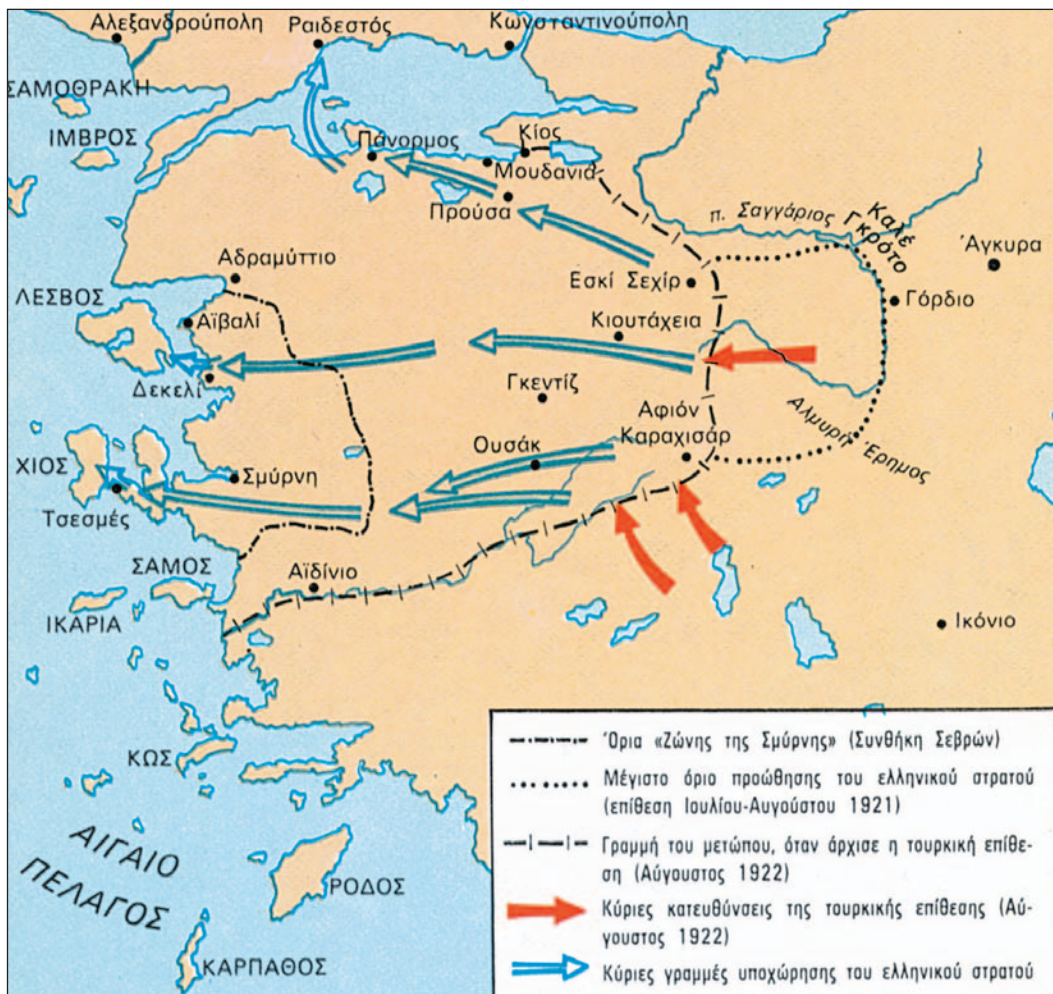 Αλεξανδρούπολη
Ραιδεστός
Κωνσταντινούπολη
ΣΑΜΟΘΡΑΚΗ
ΙΜΒΡΟΣ
Πάνορμος
Κίος
Μουδανιά
Προύσα
π. Σαγγάριος
Καλέ
Γκρότο
Άγκυρα
Αδραμύττιο
Εσκί Σεχίρ
Γόρδιο
ΛΕΣΒΟΣ
Αϊβαλί
Κιουτάχεια
Δεκελί
Γκεντίζ
Αφιόν
Καραχισάρ
Αλμυρή Έρημος
ΧΙΟΣ
Ουσάκ
Σμύρνη
Τσεσμές
ΣΑΜΟΣ
Αϊδίνιο
ΙΚΑΡΙΑ
Ικόνιο
ΚΩΣ
ΑΙΓΑΙΟ
ΠΕΛΑΓΟΣ
ΡΟΔΟΣ
ΚΑΡΠΑΘΟΣ
Όρια «Ζώνης της Σμύρνης» (Συνθήκη Σεβρών)
Μέγιστο όριο προώθησης του ελληνικού στρατού
(επίθεση Ιουλίου-Αυγούστου 1921)
Γραμμή του μετώπου, όταν άρχισε η τουρκική επίθε-
ση (Αύγουστος 1922)
Κύριες κατευθύνσεις της τουρκικής επίθεσης (Αύ-
γουστος 1922)
Κύριες γραμμές υποχώρησης του ελληνικού στρατού